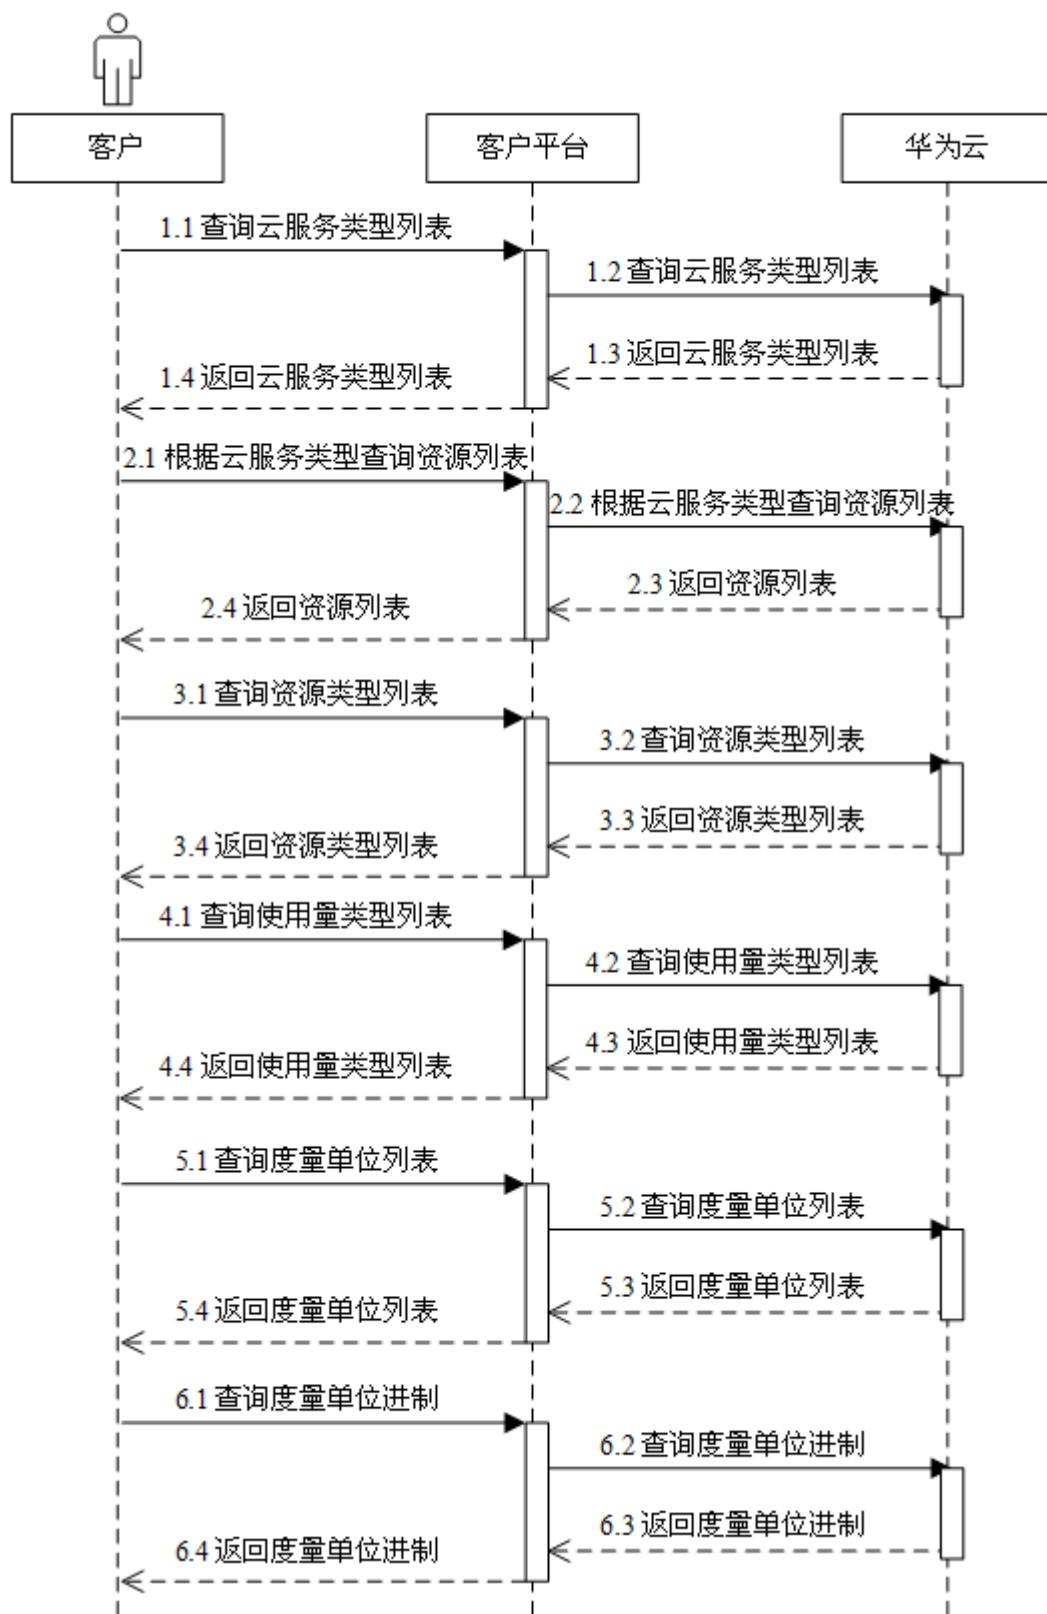 客户
客户平台
华为云
1.1 查询云服务类型列表
1.2 查询云服务类型列表
1.3 返回云服务类型列表
1.4 返回云服务类型列表
2.1 根据云服务类型查询资源列表
2.2 根据云服务类型查询资源列表
2.3 返回资源列表
2.4 返回资源列表
3.1 查询资源类型列表
3.2 查询资源类型列表
3.3 返回资源类型列表
3.4 返回资源类型列表
4.1 查询使用量类型列表
4.2 查询使用量类型列表
4.3 返回使用量类型列表
4.4 返回使用量类型列表
5.1 查询度量单位列表
5.2 查询度量单位列表
5.3 返回度量单位列表
5.4 返回度量单位列表
6.1 查询度量单位进制
6.2 查询度量单位进制
6.3 返回度量单位进制
6.4 返回度量单位进制